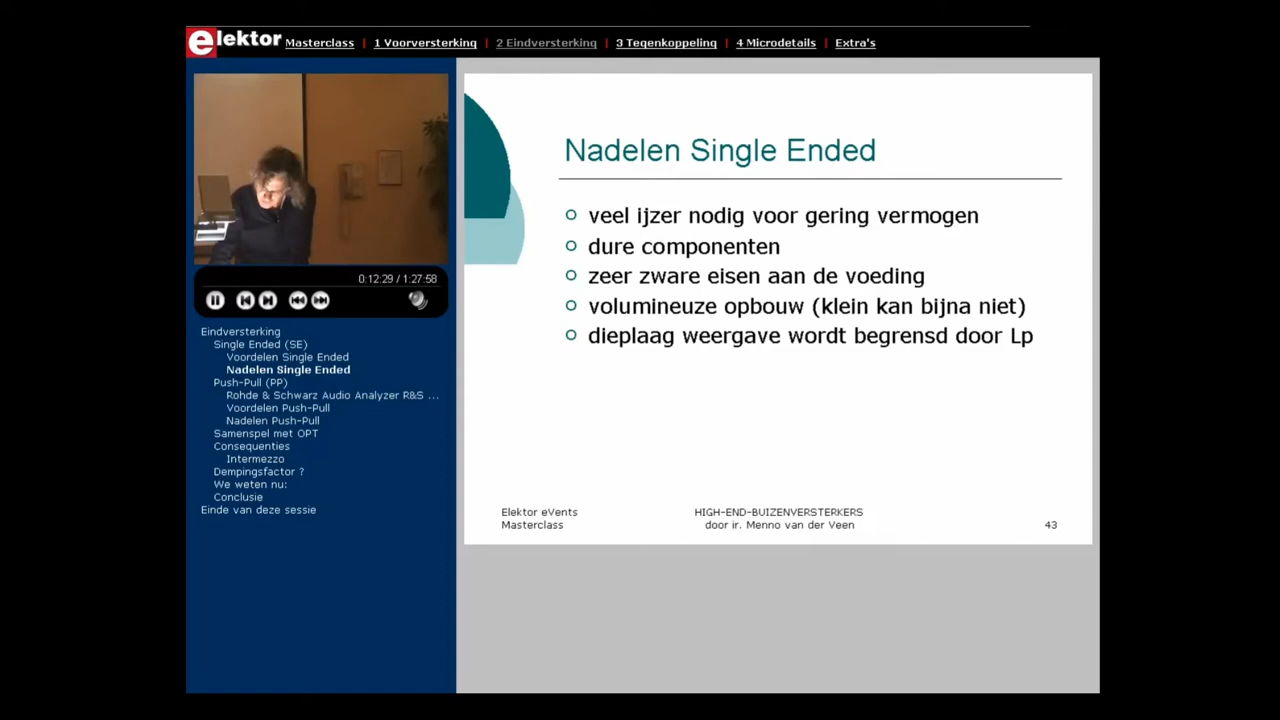 elektor Masterclass | 1 Voorversterking | 2 Eindversterking | 3 Tegenkoppeling | 4 Microdetails | Extra's
0:12:29 / 1:27:58
Eindversterking
Single Ended (SE)
Voordelen Single Ended
Nadelen Single Ended
Push-Pull (PP)
Rohde & Schwarz Audio Analyzer R&S ...
Voordelen Push-Pull
Nadelen Push-Pull
Samenspel met OPT
Consequenties
Intermezzo
Dempingsfactor ?
We weten nu:
Conclusie
Einde van deze sessie
Nadelen Single Ended
veel ijzer nodig voor gering vermogen
dure componenten
zeer zware eisen aan de voeding
volumineuze opbouw (klein kan bijna niet)
dieplaag weergave wordt begrensd door Lp
Elektor eVents
Masterclass
HIGH-END-BUIZENVERSTERKERS
door ir. Menno van der Veen
43